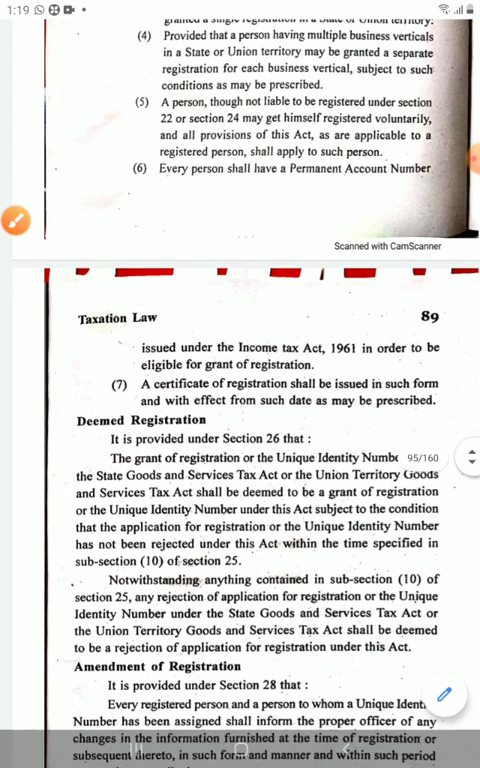 1:19
granted a single registration in a State or Union territory.
(4) Provided that a person having multiple business verticals
in a State or Union territory may be granted a separate
registration for each business vertical, subject to such
conditions as may be prescribed.
(5) A person, though not liable to be registered under section
22 or section 24 may get himself registered voluntarily,
and all provisions of this Act, as are applicable to a
registered person, shall apply to such person.
(6) Every person shall have a Permanent Account Number
Scanned with CamScanner
Taxation Law 89
issued under the Income tax Act, 1961 in order to be
eligible for grant of registration.
(7) A certificate of registration shall be issued in such form
and with effect from such date as may be prescribed.
Deemed Registration
It is provided under Section 26 that :
The grant of registration or the Unique Identity Numbe 95/160
the State Goods and Services Tax Act or the Union Territory Goods
and Services Tax Act shall be deemed to be a grant of registration
or the Unique Identity Number under this Act subject to the condition
that the application for registration or the Unique Identity Number
has not been rejected under this Act within the time specified in
sub-section (10) of section 25.
Notwithstanding anything contained in sub-section (10) of
section 25, any rejection of application for registration or the Unique
Identity Number under the State Goods and Services Tax Act or
the Union Territory Goods and Services Tax Act shall be deemed
to be a rejection of application for registration under this Act.
Amendment of Registration
It is provided under Section 28 that :
Every registered person and a person to whom a Unique Identi
Number has been assigned shall inform the proper officer of any
changes in the information furnished at the time of registration or
subsequent thereto, in such form and manner and within such period